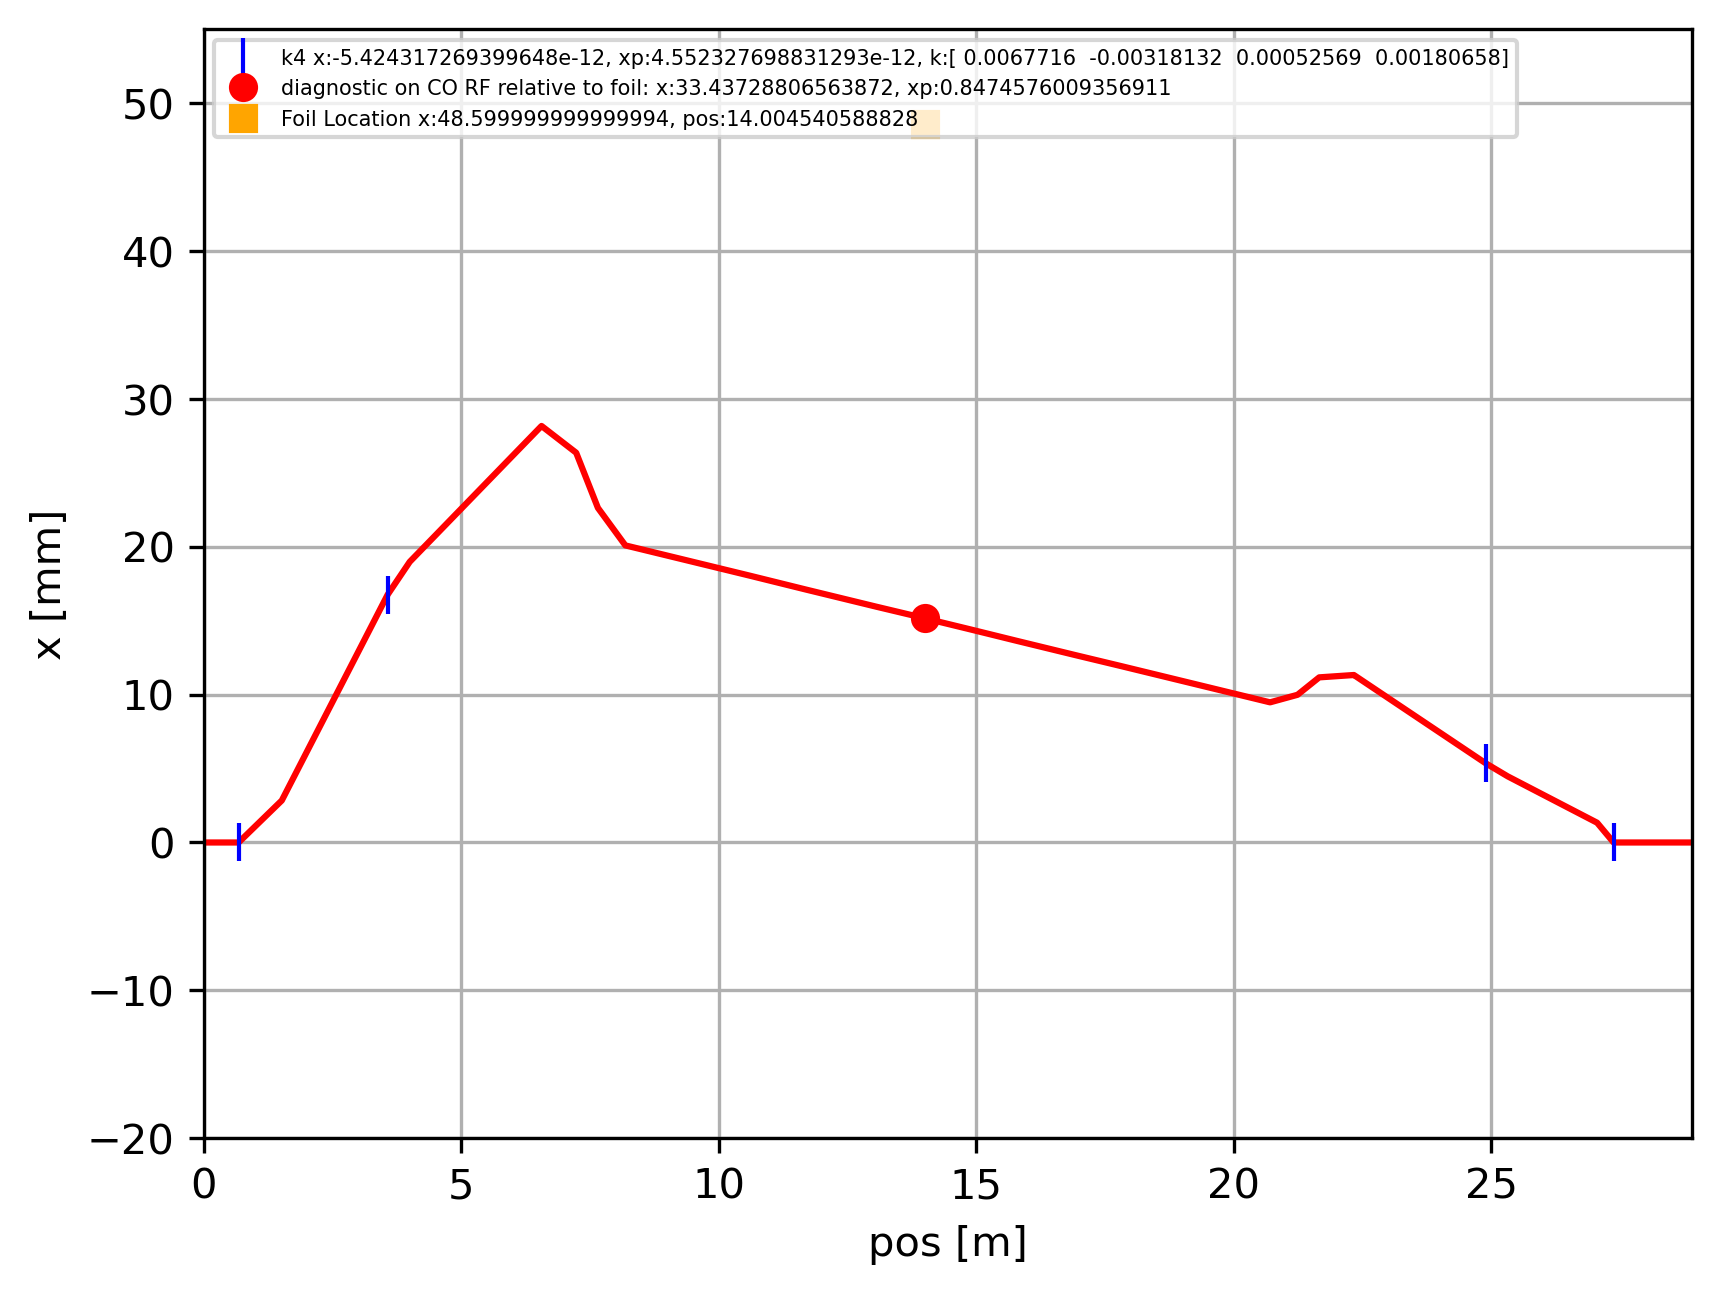 k4 x:-5.424317269399648e-12, xp:4.552327698831293e-12, k:[ 0.0067716 -0.00318132 0.00052569 0.00180658]
diagnostic on CO RF relative to foil: x:33.43728806563872, xp:0.8474576009356911
Foil Location x:48.599999999999994, pos:14.004540588828
50
40
30
20
10
0
−10
−20
x [mm]
0 5 10 15 20 25
pos [m]